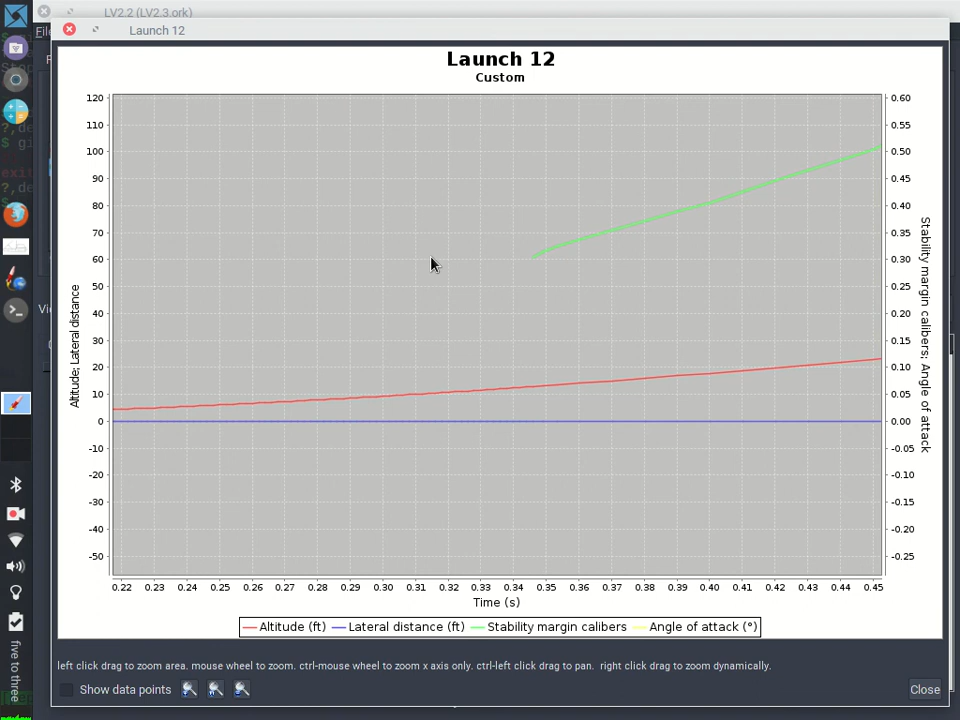 LV2.2 (LV2.3.ork)
Launch 12
Launch 12
Custom
120
110
100
90
80
70
60
50
40
30
20
10
0
-10
-20
-30
-40
-50
Altitude; Lateral distance
0.60
0.55
0.50
0.45
0.40
0.35
0.30
0.25
0.20
0.15
0.10
0.05
0.00
-0.05
-0.10
-0.15
-0.20
-0.25
Stability margin calibers; Angle of attack
0.22 0.23 0.24 0.25 0.26 0.27 0.28 0.29 0.30 0.31 0.32 0.33 0.34 0.35 0.36 0.37 0.38 0.39 0.40 0.41 0.42 0.43 0.44 0.45
Time (s)
Altitude (ft) Lateral distance (ft) Stability margin calibers Angle of attack (°)
left click drag to zoom area. mouse wheel to zoom. ctrl-mouse wheel to zoom x axis only. ctrl-left click drag to pan. right click drag to zoom dynamically.
Show data points
Close
five to three